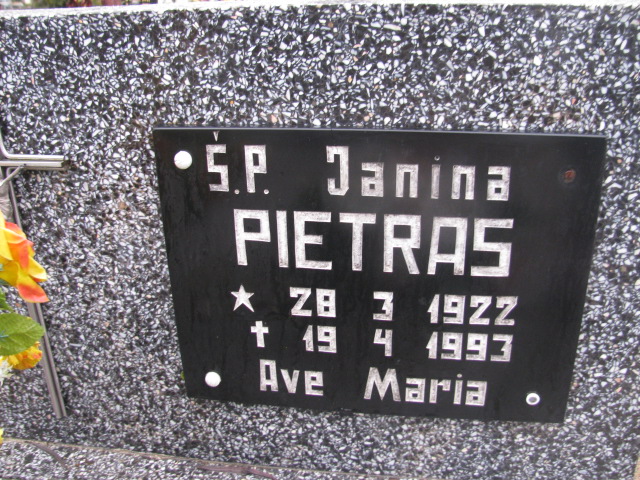 Š.P. Janina
PIETRAS
★ 28 3 1922
✝ 19 4 1993
Ave Maria